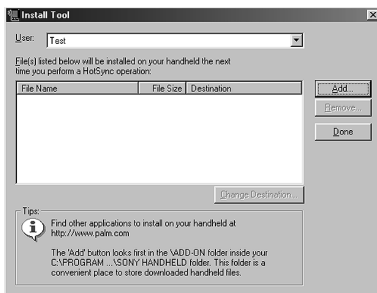 Install Tool
User: Test
File(s) listed below will be installed on your handheld the next
time you perform a HotSync operation:
File Name File Size Destination
Add...
Remove...
Done
Change Destination...
Tips:
Find other applications to install on your handheld at
http://www.palm.com
The 'Add' button looks first in the \ADD-ON folder inside your
C:\PROGRAM ...\SONY HANDHELD folder. This folder is a
convenient place to store downloaded handheld files.